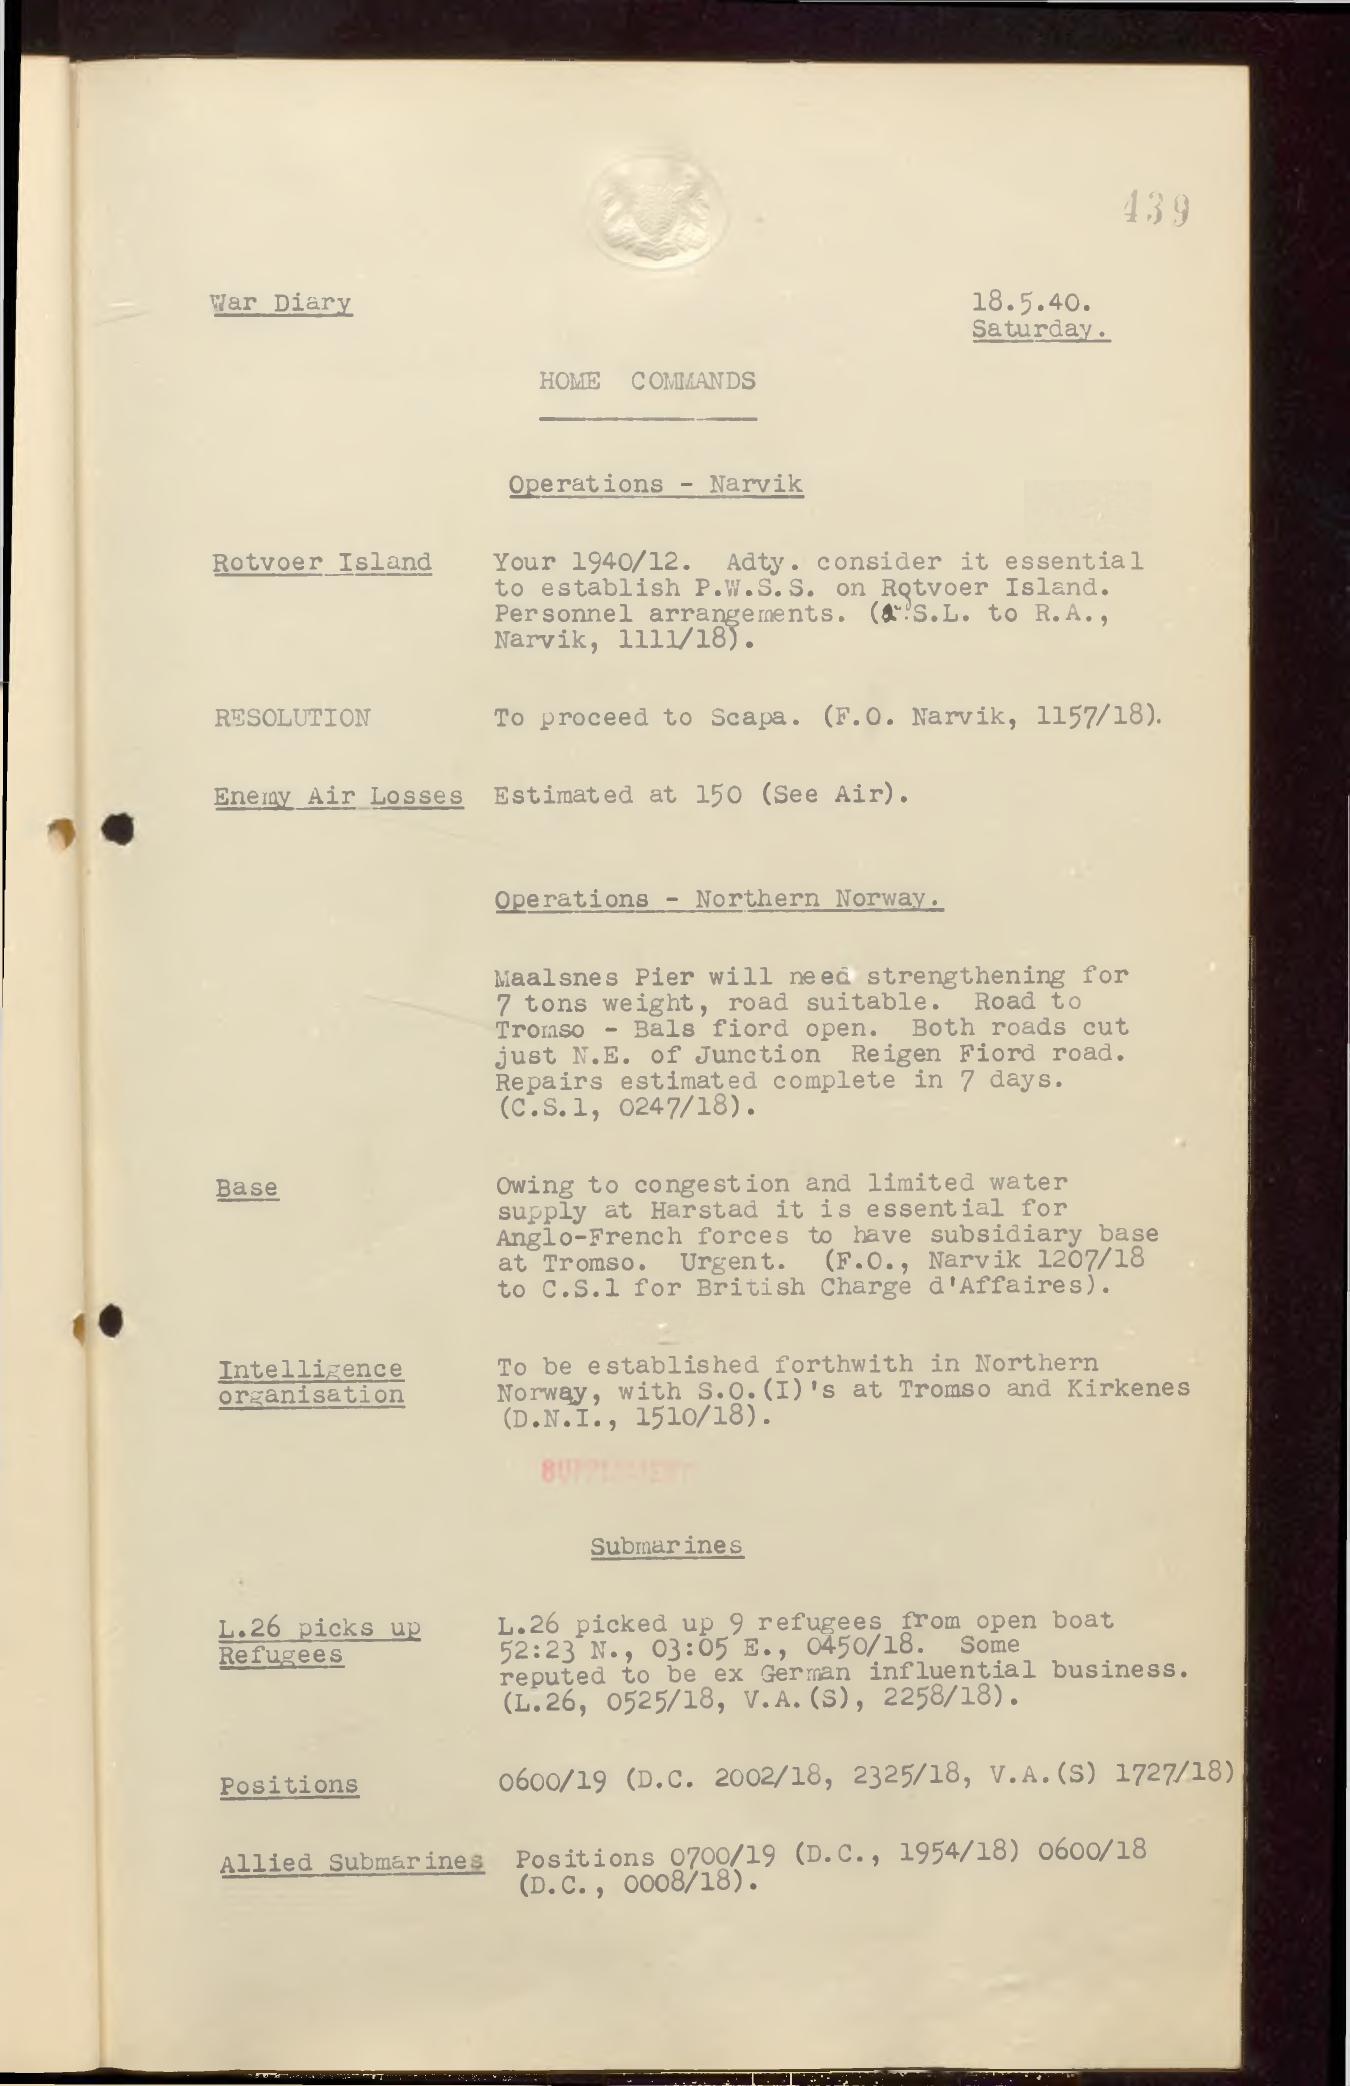 439
War Diary
18.5.40.
Saturday.
HOME COMMANDS
Operations - Narvik
Rotvoer Island
Your 1940/12. Adty. consider it essential
to establish P.W.S.S. on Rotvoer Island.
Personnel arrangements. ( S.L. to R.A.,
Narvik, 1111/18).
RESOLUTION
To proceed to Scapa. (F.O. Narvik, 1157/18).
Enemy Air Losses
Estimated at 150 (See Air).
Operations - Northern Norway.
Maalsnes Pier will need strengthening for
7 tons weight, road suitable. Road to
Tromso - Bals fiord open. Both roads cut
just N.E. of Junction Reigen Fiord road.
Repairs estimated complete in 7 days.
(C.S.1, 0247/18).
Base
Owing to congestion and limited water
supply at Harstad it is essential for
Anglo-French forces to have subsidiary base
at Tromso. Urgent. (F.O., Narvik 1207/18
to C.S.1 for British Charge d'Affaires).
Intelligence
organisation
To be established forthwith in Northern
Norway, with S.O.(I)'s at Tromso and Kirkenes
(D.N.I., 1510/18).
SUPPLEMENT
Submarines
L.26 picks up
Refugees
L.26 picked up 9 refugees from open boat
52:23 N., 03:05 E., 0450/18. Some
reputed to be ex German influential business.
(L.26, 0525/18, V.A.(S), 2258/18).
Positions
0600/19 (D.C. 2002/18, 2325/18, V.A.(S) 1727/18)
Allied Submarines
Positions 0700/19 (D.C., 1954/18) 0600/18
(D.C., 0008/18).